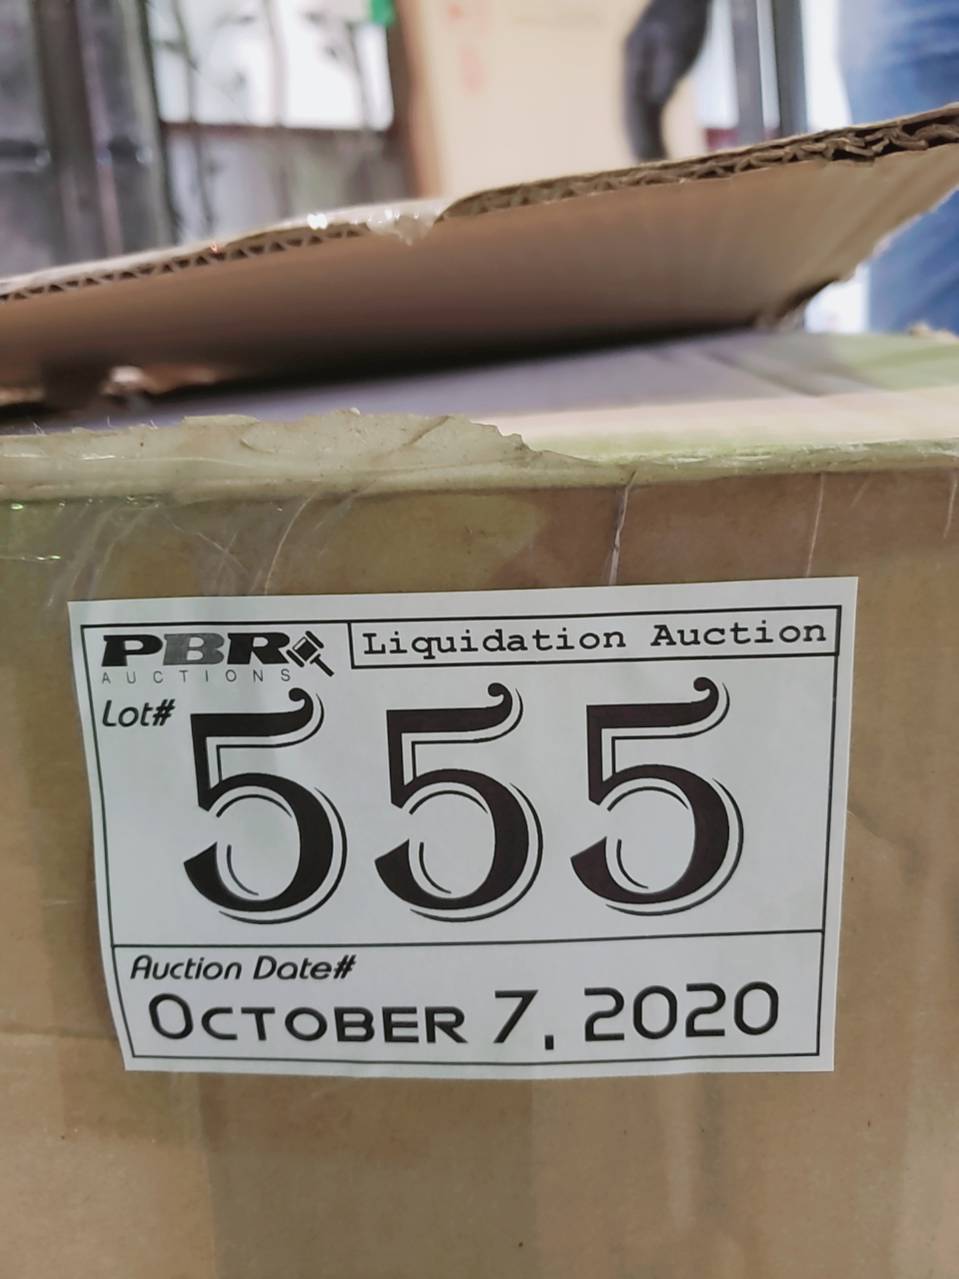 PBR
AUCTIONS
Liquidation Auction
Lot#
555
Auction Date#
OCTOBER 7, 2020